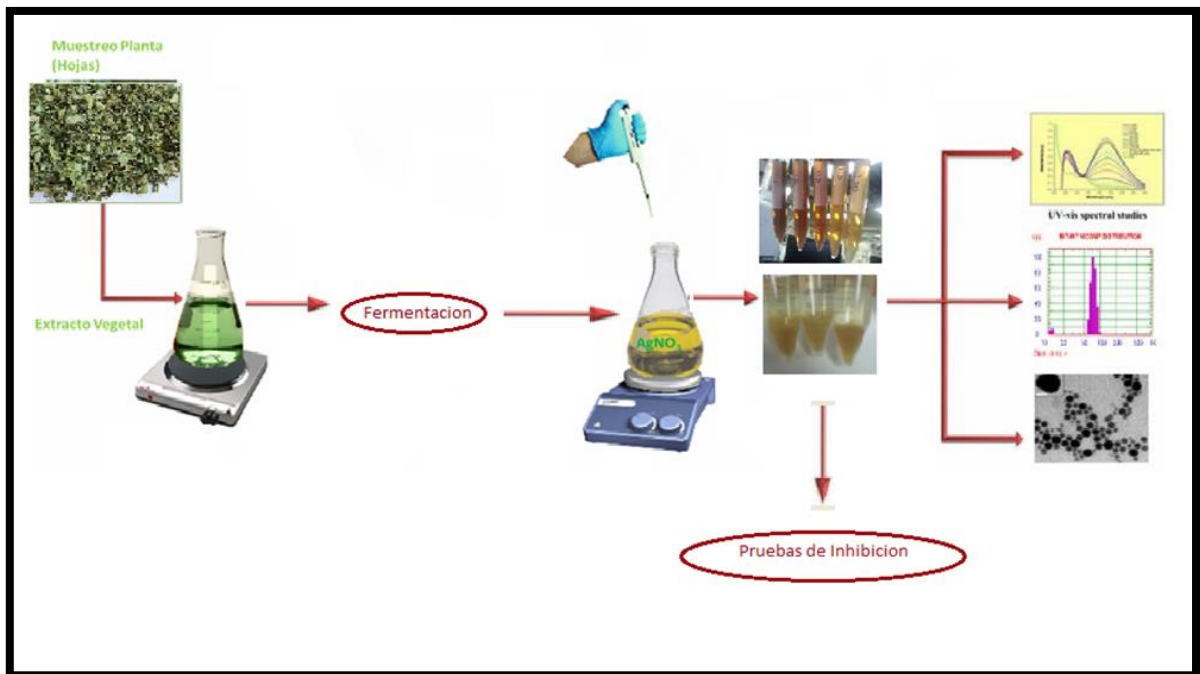 Muestreo Planta
(Hojas)
Extracto Vegetal
Fermentacion
AgNO3
UV-vis spectral studies
Pruebas de Inhibicion